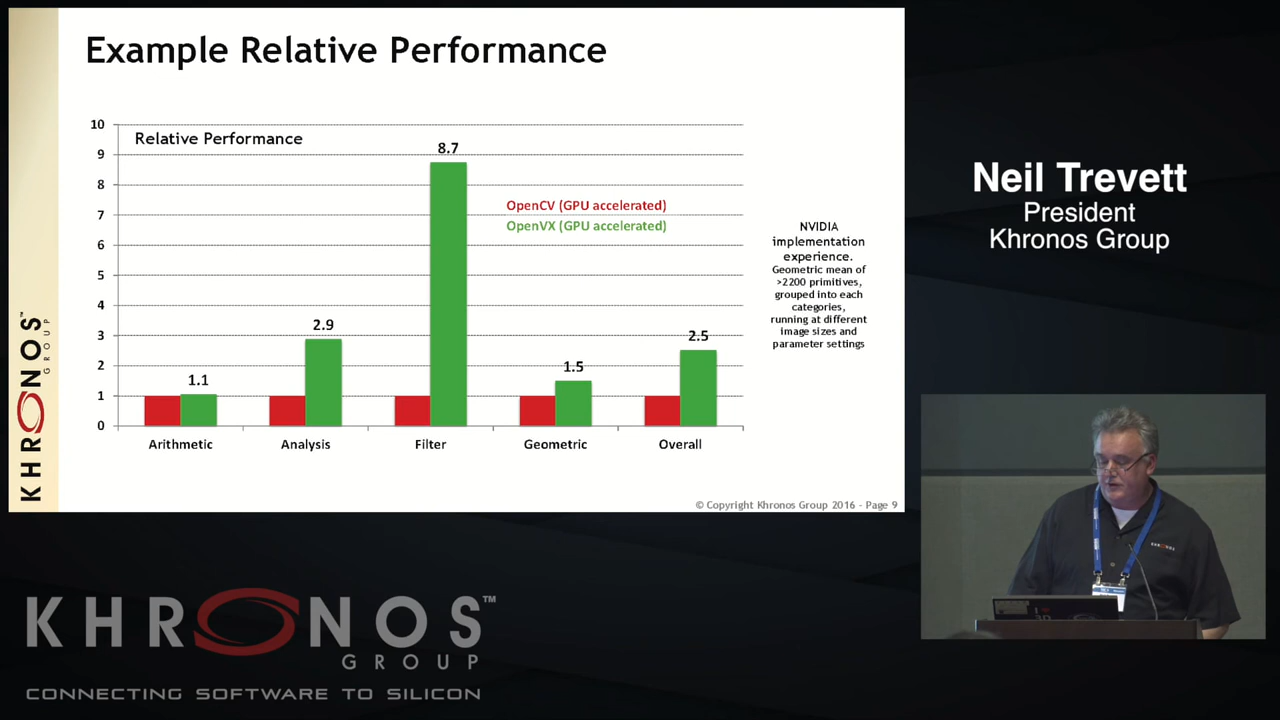 Example Relative Performance
Relative Performance
10
9
8
7
6
5
4
3
2
1
0
1.1
2.9
8.7
1.5
2.5
OpenCV (GPU accelerated)
OpenVX (GPU accelerated)
Arithmetic
Analysis
Filter
Geometric
Overall
NVIDIA
implementation
experience.
Geometric mean of
>2200 primitives,
grouped into each
categories,
running at different
image sizes and
parameter settings
© Copyright Khronos Group 2016 - Page 9
KHRONOS™
GROUP
Neil Trevett
President
Khronos Group
KHRONOS™
GROUP
CONNECTING SOFTWARE TO SILICON